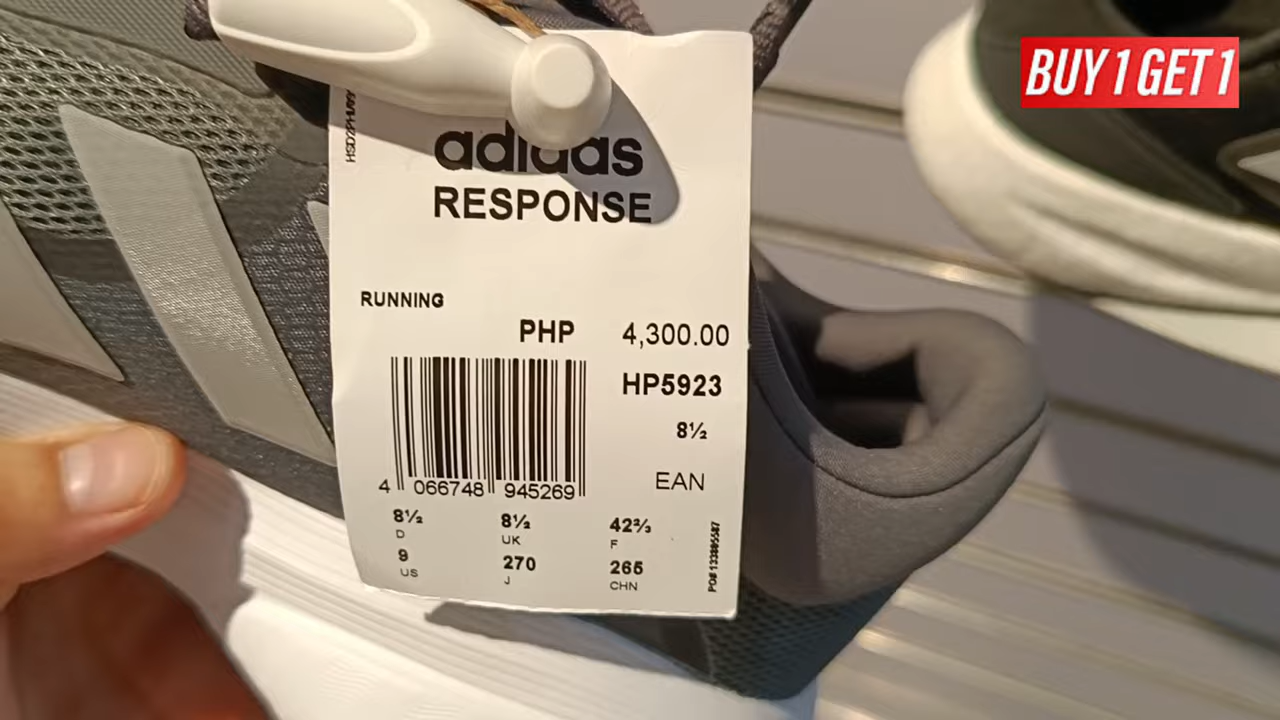 BUY 1 GET 1
adidas
RESPONSE
RUNNING
PHP 4,300.00
HP5923
8½
EAN
4 066748 945269
8½ 8½ 42⅔
D UK F
9 270 265
US J CHN